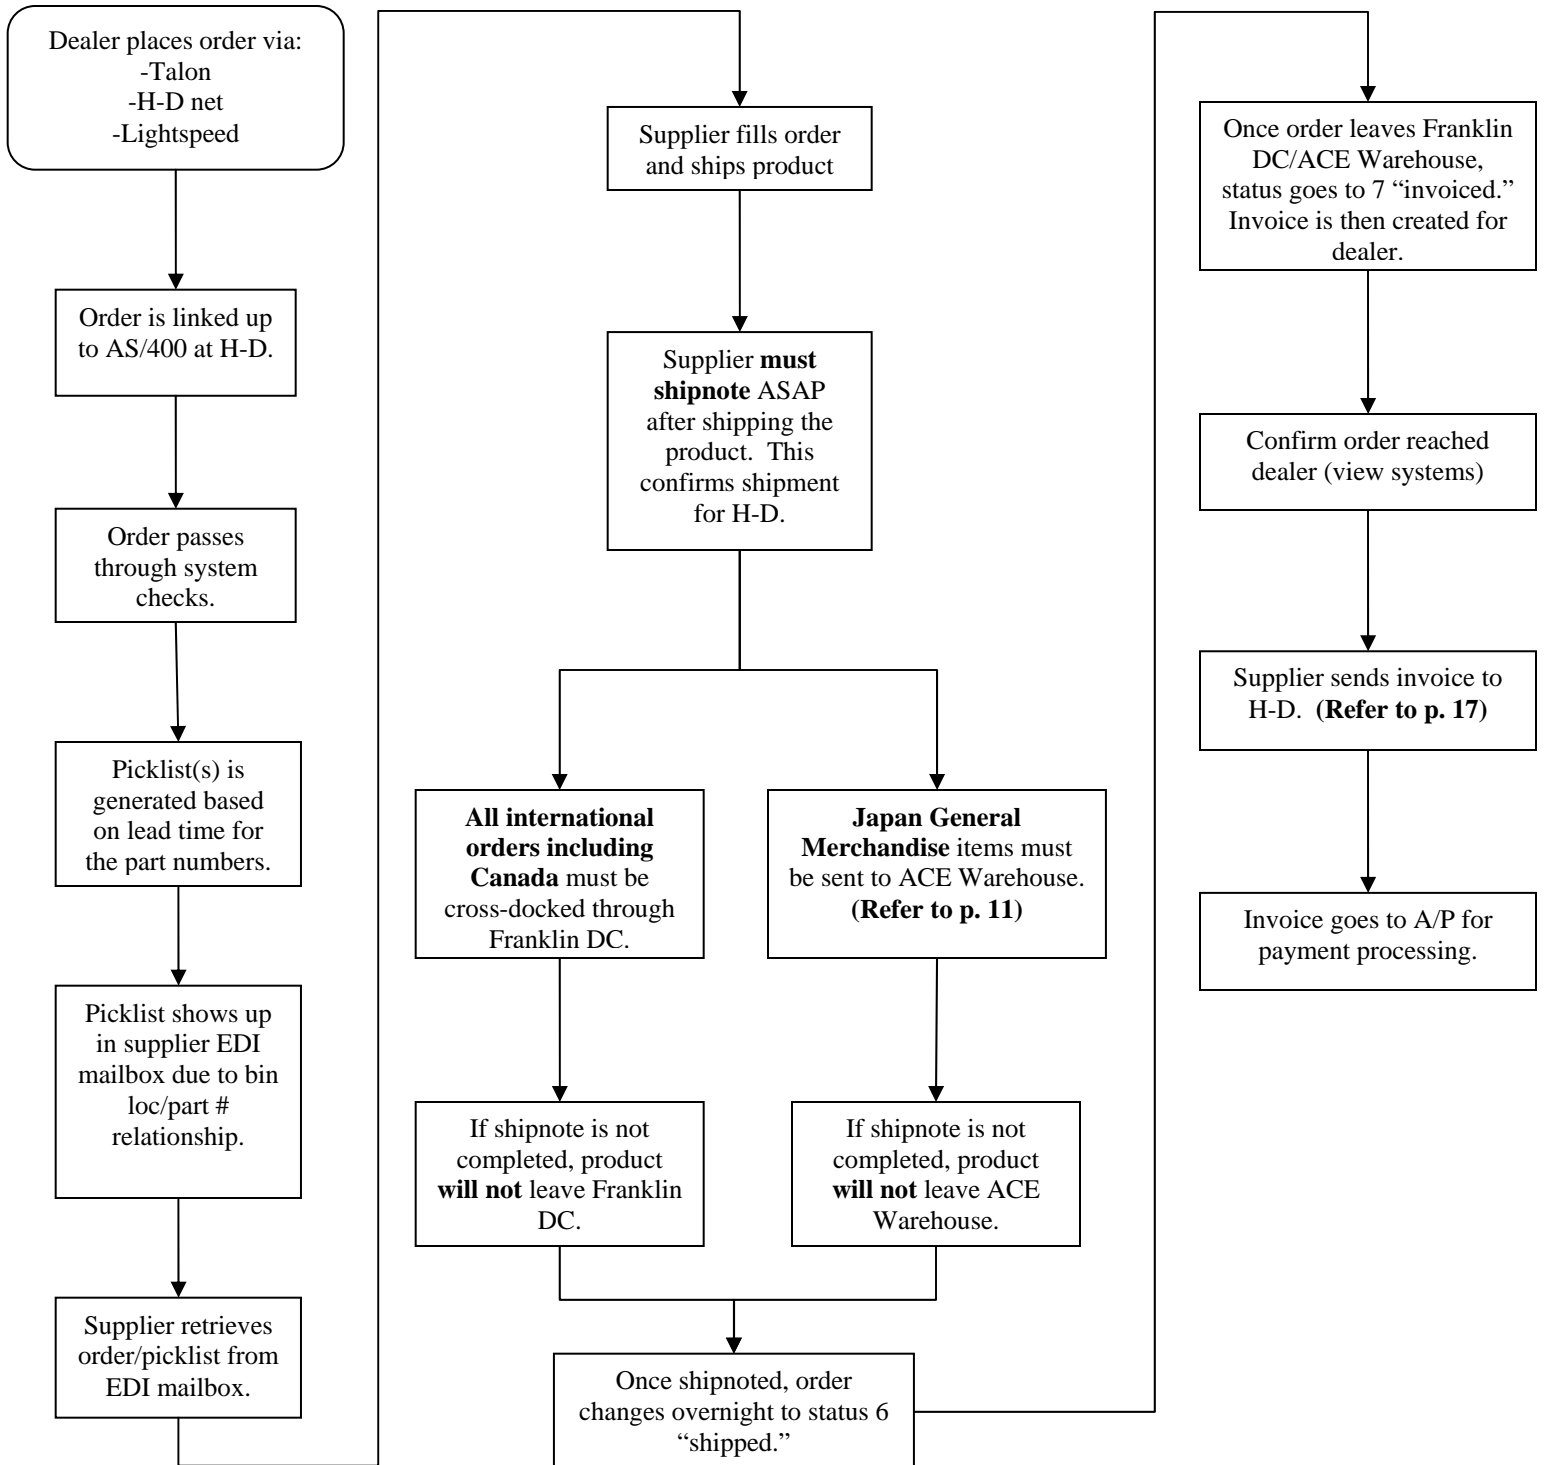 Dealer places order via:
-Talon
-H-D net
-Lightspeed
Order is linked up
to AS/400 at H-D.
Order passes
through system
checks.
Picklist(s) is
generated based
on lead time for
the part numbers.
Picklist shows up
in supplier EDI
mailbox due to bin
loc/part #
relationship.
Supplier retrieves
order/picklist from
EDI mailbox.
Supplier fills order
and ships product
Supplier must
shipnote ASAP
after shipping the
product.  This
confirms shipment
for H-D.
All international
orders including
Canada must be
cross-docked through
Franklin DC.
Japan General
Merchandise items must
be sent to ACE Warehouse.
(Refer to p. 11)
If shipnote is not
completed, product
will not leave Franklin
DC.
If shipnote is not
completed, product
will not leave ACE
Warehouse.
Once shipnoted, order
changes overnight to status 6
“shipped.”
Once order leaves Franklin
DC/ACE Warehouse,
status goes to 7 “invoiced.”
Invoice is then created for
dealer.
Confirm order reached
dealer (view systems)
Supplier sends invoice to
H-D.  (Refer to p. 17)
Invoice goes to A/P for
payment processing.